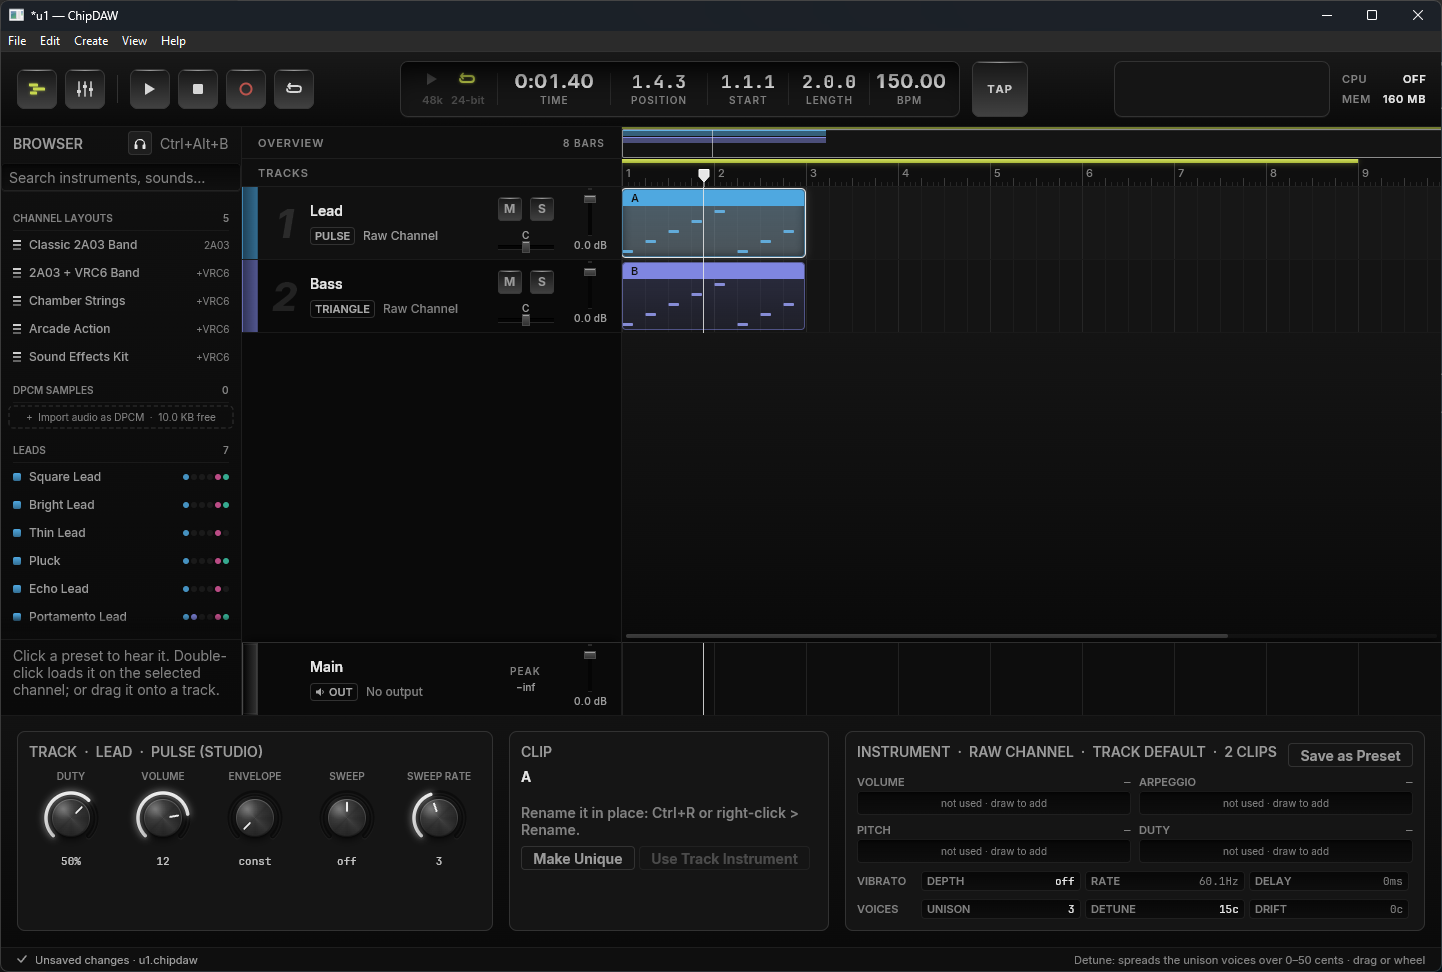 *u1 — ChipDAW
File Edit Create View Help
48k 24-bit
0:01.40
TIME
1.4.3
POSITION
1.1.1
START
2.0.0
LENGTH
150.00
BPM
TAP
CPU OFF
MEM 160 MB
BROWSER Ctrl+Alt+B
Search instruments, sounds...
CHANNEL LAYOUTS 5
Classic 2A03 Band 2A03
2A03 + VRC6 Band +VRC6
Chamber Strings +VRC6
Arcade Action +VRC6
Sound Effects Kit +VRC6
DPCM SAMPLES 0
+ Import audio as DPCM · 10.0 KB free
LEADS 7
Square Lead
Bright Lead
Thin Lead
Pluck
Echo Lead
Portamento Lead
Click a preset to hear it. Double-
click loads it on the selected
channel; or drag it onto a track.
OVERVIEW 8 BARS
TRACKS
1 2 3 4 5 6 7 8 9
1 Lead M S
PULSE Raw Channel C 0.0 dB
A
2 Bass M S
TRIANGLE Raw Channel C 0.0 dB
B
Main PEAK
OUT No output −inf 0.0 dB
TRACK · LEAD · PULSE (STUDIO)
DUTY VOLUME ENVELOPE SWEEP SWEEP RATE
50% 12 const off 3
CLIP
A
Rename it in place: Ctrl+R or right-click >
Rename.
Make Unique Use Track Instrument
INSTRUMENT · RAW CHANNEL · TRACK DEFAULT · 2 CLIPS Save as Preset
VOLUME – ARPEGGIO –
not used · draw to add not used · draw to add
PITCH – DUTY –
not used · draw to add not used · draw to add
VIBRATO DEPTH off RATE 60.1Hz DELAY 0ms
VOICES UNISON 3 DETUNE 15c DRIFT 0c
Unsaved changes · u1.chipdaw
Detune: spreads the unison voices over 0–50 cents · drag or wheel